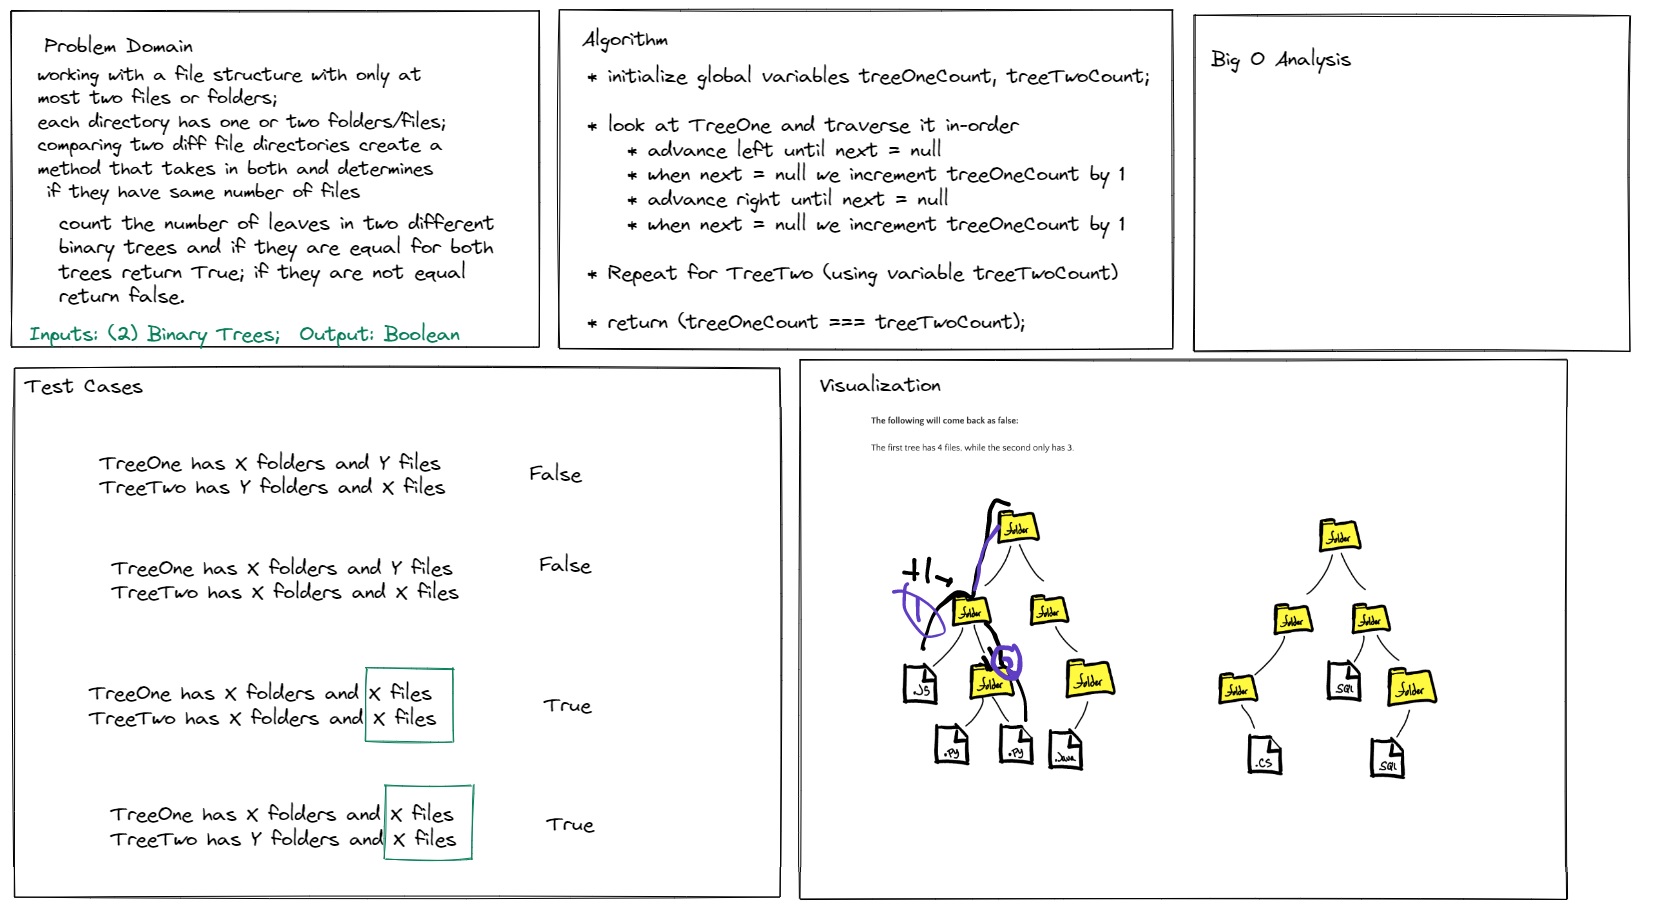 Problem Domain
working with a file structure with only at
most two files or folders;
each directory has one or two folders/files;
comparing two diff file directories create a
method that takes in both and determines
if they have same number of files
count the number of leaves in two different
binary trees and if they are equal for both
trees return True; if they are not equal
return false.
Inputs: (2) Binary Trees; Output: Boolean
Algorithm
* initialize global variables treeOneCount, treeTwoCount;
* look at TreeOne and traverse it in-order
* advance left until next = null
* when next = null we increment treeOneCount by 1
* advance right until next = null
* when next = null we increment treeOneCount by 1
* Repeat for TreeTwo (using variable treeTwoCount)
* return (treeOneCount === treeTwoCount);
Big O Analysis
Test Cases
TreeOne has X folders and Y files
TreeTwo has Y folders and X files
False
TreeOne has X folders and Y files
TreeTwo has X folders and X files
False
TreeOne has X folders and X files
TreeTwo has X folders and X files
True
TreeOne has X folders and X files
TreeTwo has Y folders and X files
True
Visualization
The following will come back as false:
The first tree has 4 files, while the second only has 3.
folder
+1
1
folder
folder
.JS
folder
folder
.PY
.PY
.Java
folder
folder
folder
folder
SQL
folder
.CS
SQL